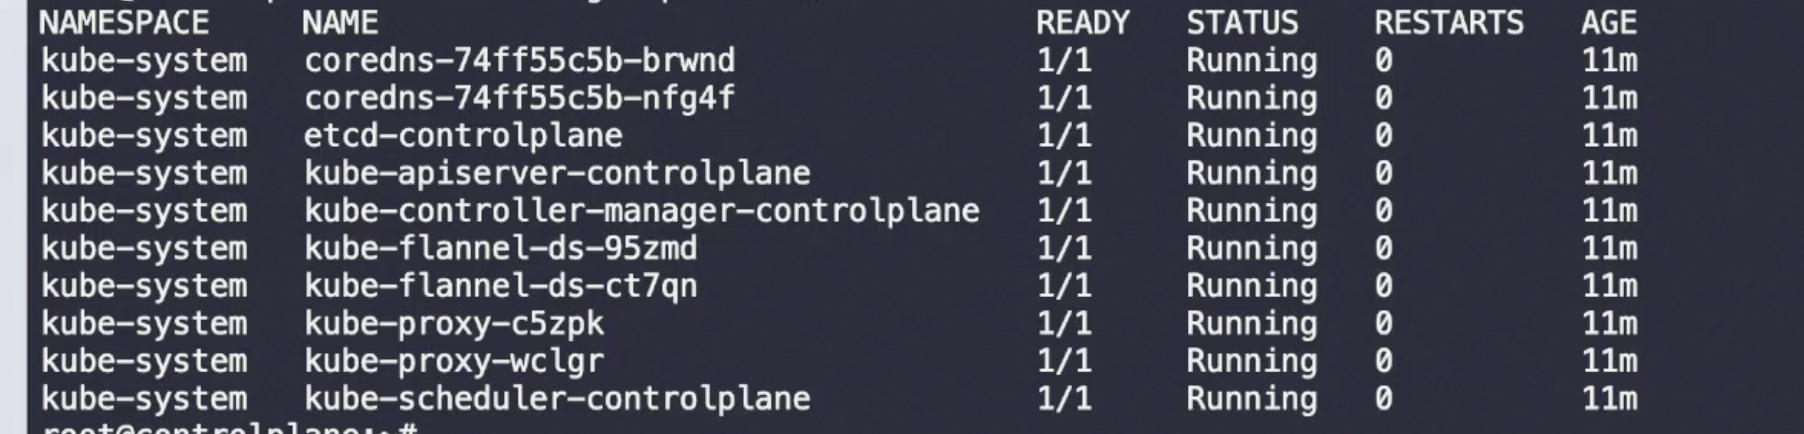 NAMESPACE NAME READY STATUS RESTARTS AGE
kube-system coredns-74ff55c5b-brwnd 1/1 Running 0 11m
kube-system coredns-74ff55c5b-nfg4f 1/1 Running 0 11m
kube-system etcd-controlplane 1/1 Running 0 11m
kube-system kube-apiserver-controlplane 1/1 Running 0 11m
kube-system kube-controller-manager-controlplane 1/1 Running 0 11m
kube-system kube-flannel-ds-95zmd 1/1 Running 0 11m
kube-system kube-flannel-ds-ct7qn 1/1 Running 0 11m
kube-system kube-proxy-c5zpk 1/1 Running 0 11m
kube-system kube-proxy-wclgr 1/1 Running 0 11m
kube-system kube-scheduler-controlplane 1/1 Running 0 11m
root@controlplane:~#